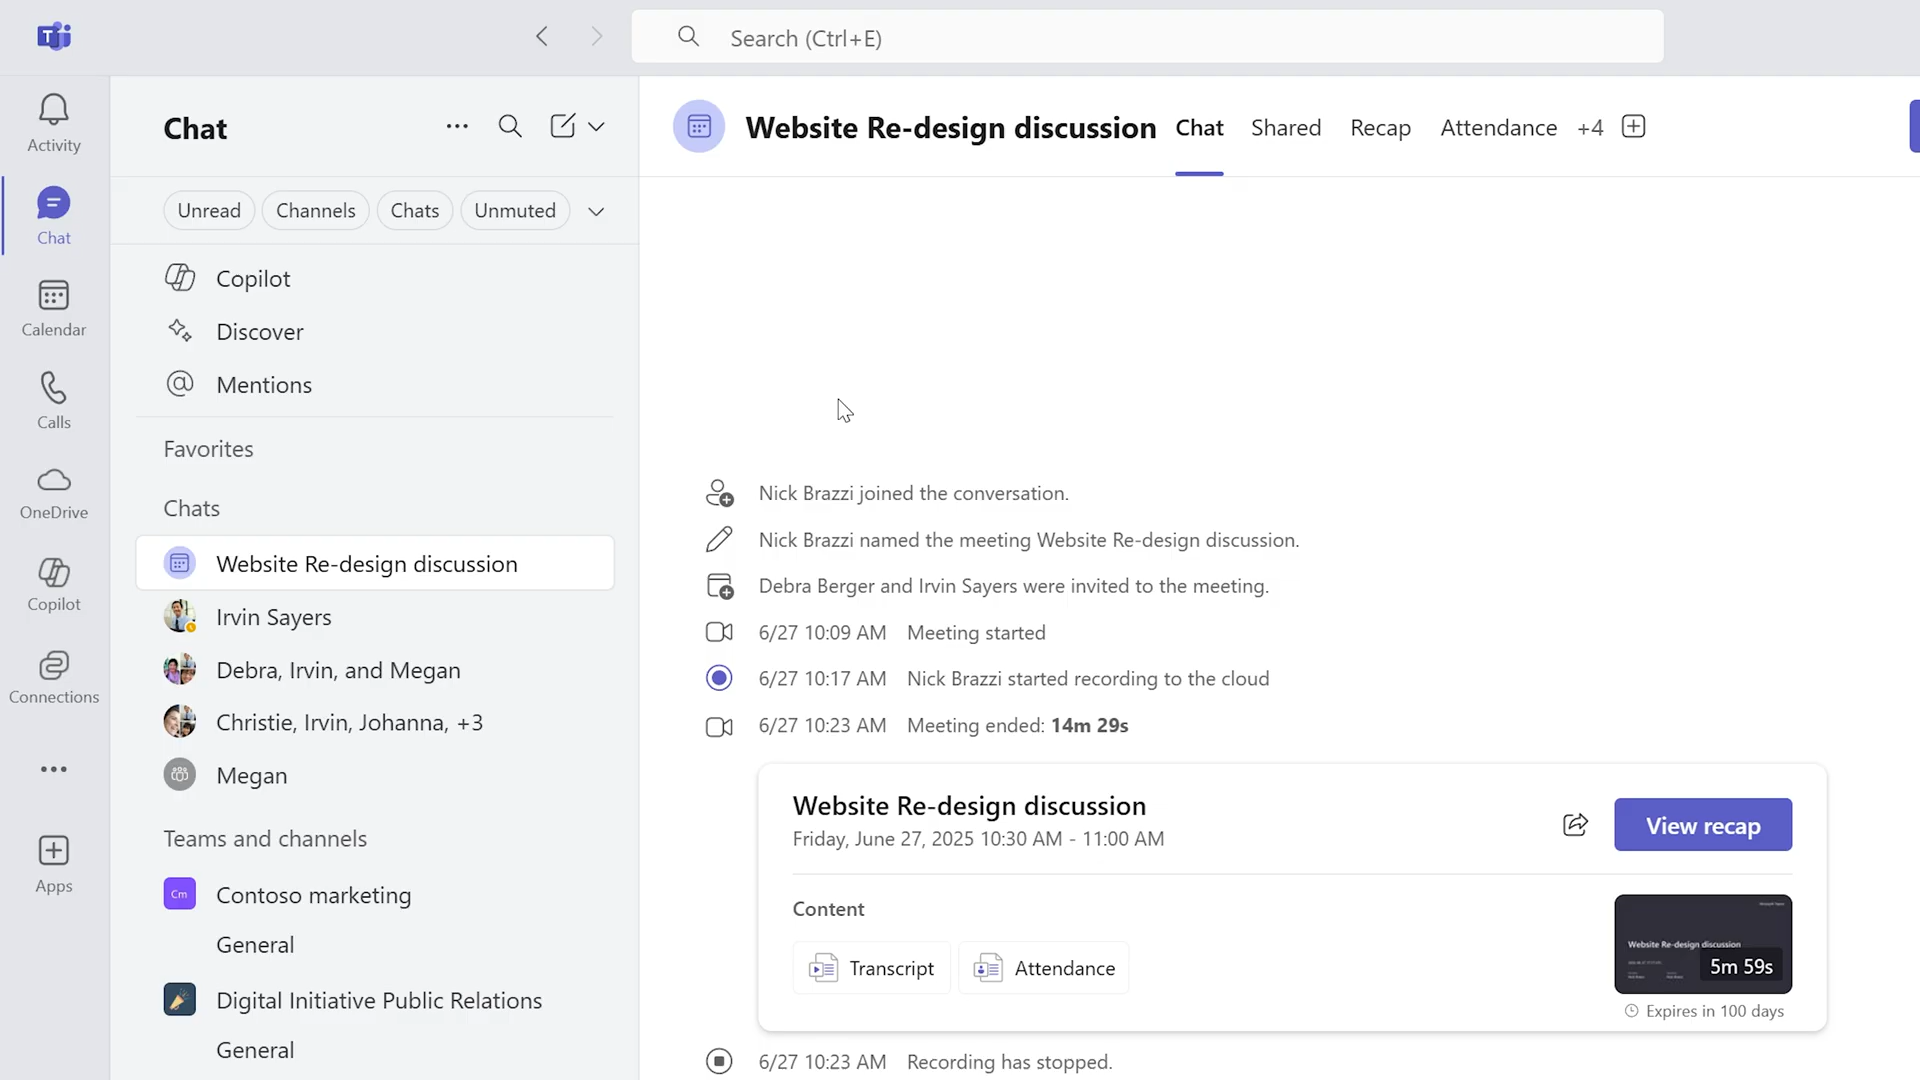 Search (Ctrl+E)
Activity
Chat
Calendar
Calls
OneDrive
Copilot
Connections
Apps
Chat
Unread Channels Chats Unmuted
Copilot
Discover
Mentions
Favorites
Chats
Website Re-design discussion
Irvin Sayers
Debra, Irvin, and Megan
Christie, Irvin, Johanna, +3
Megan
Teams and channels
Cm Contoso marketing
General
Digital Initiative Public Relations
General
Website Re-design discussion Chat Shared Recap Attendance +4
Nick Brazzi joined the conversation.
Nick Brazzi named the meeting Website Re-design discussion.
Debra Berger and Irvin Sayers were invited to the meeting.
6/27 10:09 AM Meeting started
6/27 10:17 AM Nick Brazzi started recording to the cloud
6/27 10:23 AM Meeting ended: 14m 29s
Website Re-design discussion
Friday, June 27, 2025 10:30 AM - 11:00 AM
View recap
Content
Transcript Attendance
Website Re-design discussion
5m 59s
Expires in 100 days
6/27 10:23 AM Recording has stopped.